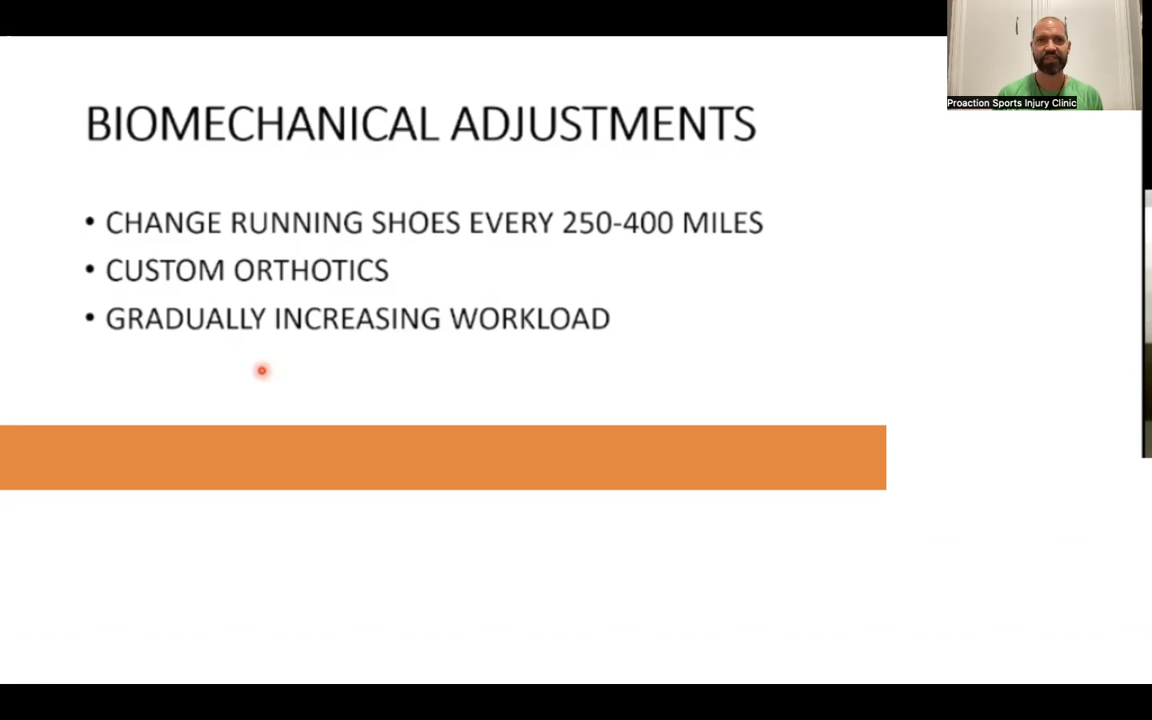 Proaction Sports Injury Clinic
BIOMECHANICAL ADJUSTMENTS
• CHANGE RUNNING SHOES EVERY 250-400 MILES
• CUSTOM ORTHOTICS
• GRADUALLY INCREASING WORKLOAD